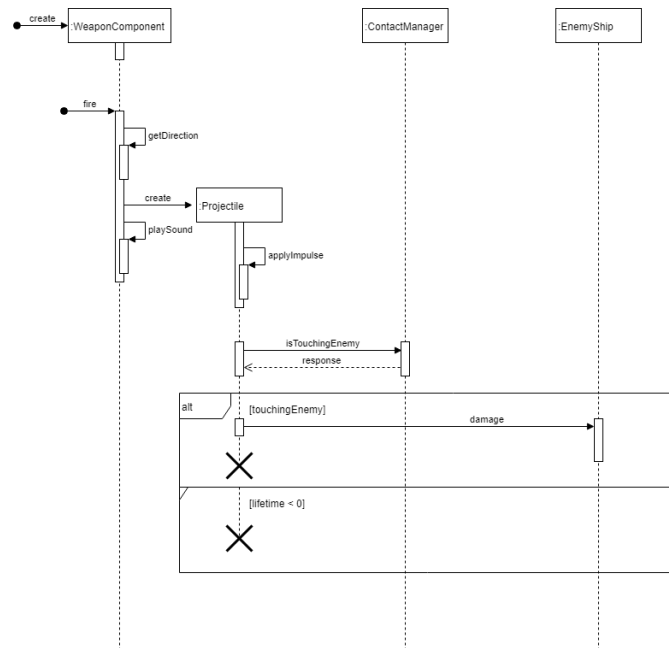 create
:WeaponComponent
:ContactManager
:EnemyShip
fire
getDirection
create
:Projectile
playSound
applyImpulse
isTouchingEnemy
response
alt
[touchingEnemy]
damage
[lifetime < 0]